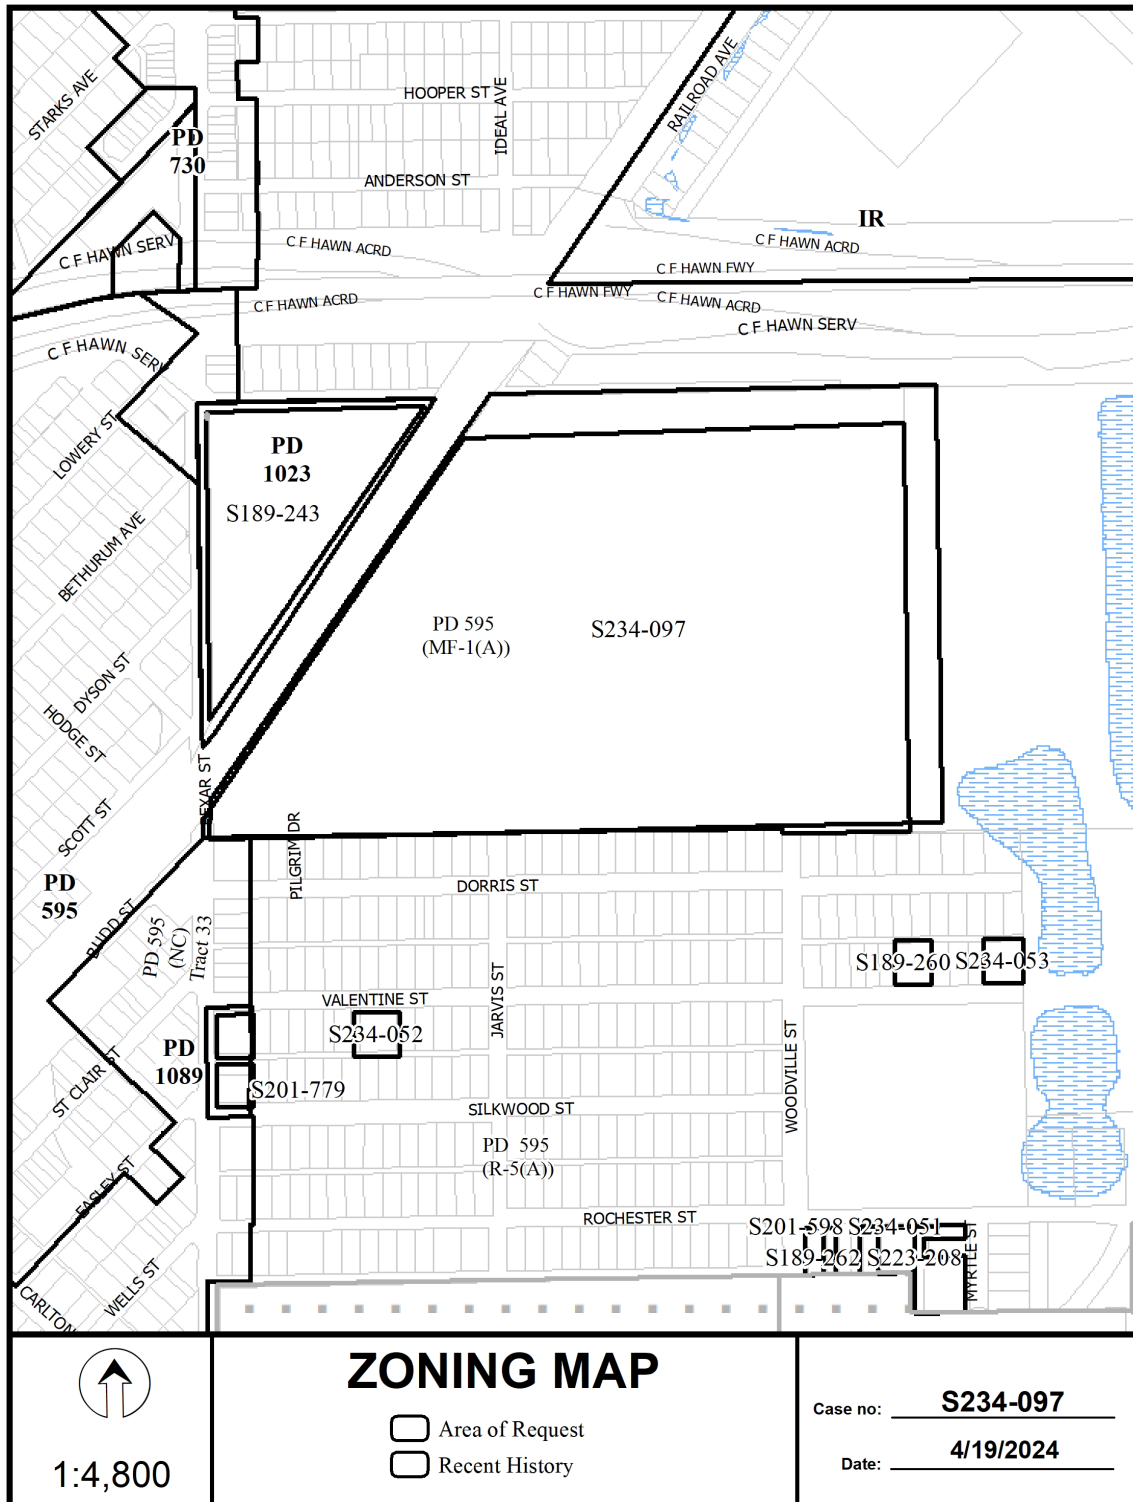 HOOPER ST
IDEAL AVE
RAILROAD AVE
STARKS AVE
PD
730
ANDERSON ST
IR
C F HAWN SERV
C F HAWN ACRD
C F HAWN ACRD
C F HAWN FWY
C F HAWN FWY
C F HAWN ACRD
C F HAWN ACRD
C F HAWN SERV
C F HAWN SERV
LOWERY ST
PD
1023
S189-243
BETHURUM AVE
PD 595
(MF-1(A))
S234-097
DYSON ST
HODGE ST
BEXAR ST
SCOTT ST
PILGRIM DR
PD
595
DORRIS ST
BUDD ST
PD 595
(NC)
Tract 33
S189-260
S234-053
VALENTINE ST
JARVIS ST
S234-052
WOODVILLE ST
PD
1089
S201-779
ST CLAIR ST
SILKWOOD ST
PD 595
(R-5(A))
EASLEY ST
ROCHESTER ST
S201-598
S234-051
S189-262
S223-208
MYRTLE ST
WELLS ST
CARLTON
ZONING MAP
Area of Request
Recent History
1:4,800
Case no: S234-097
Date: 4/19/2024